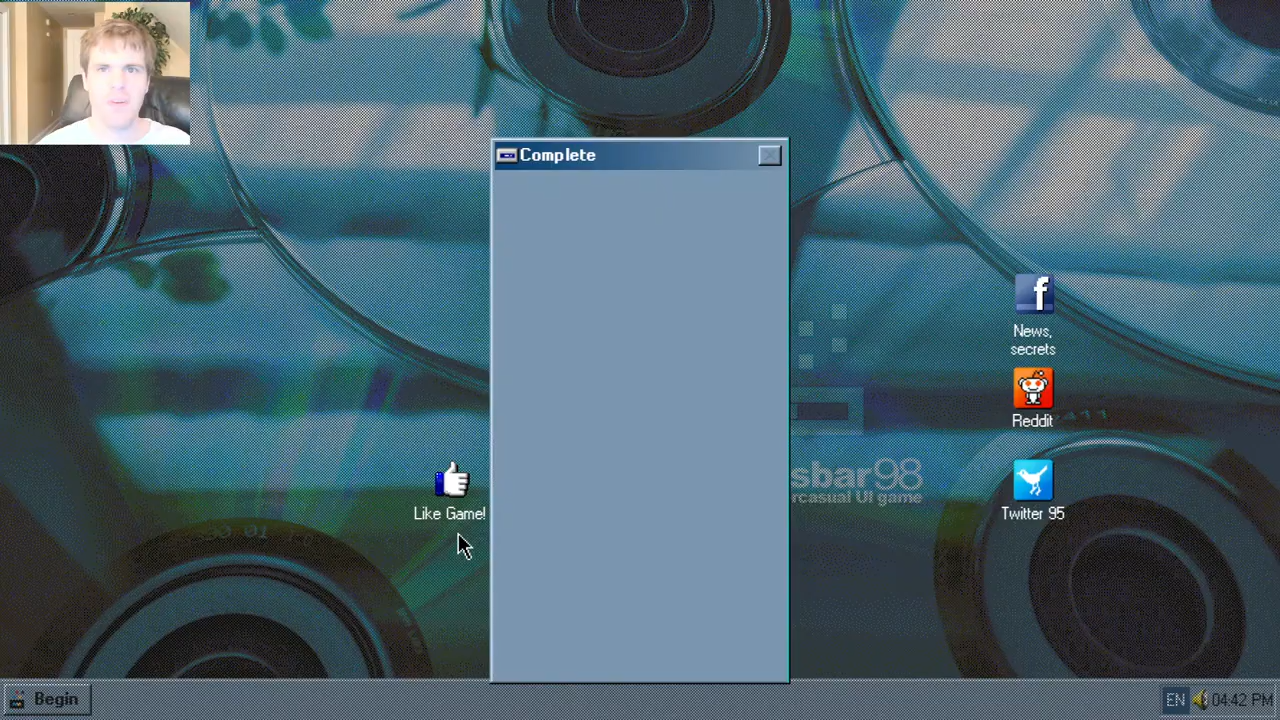 Complete
News,
secrets
Reddit
sbar98
rcasual UI game
Like Game!
Twitter 95
Begin
EN
04:42 PM